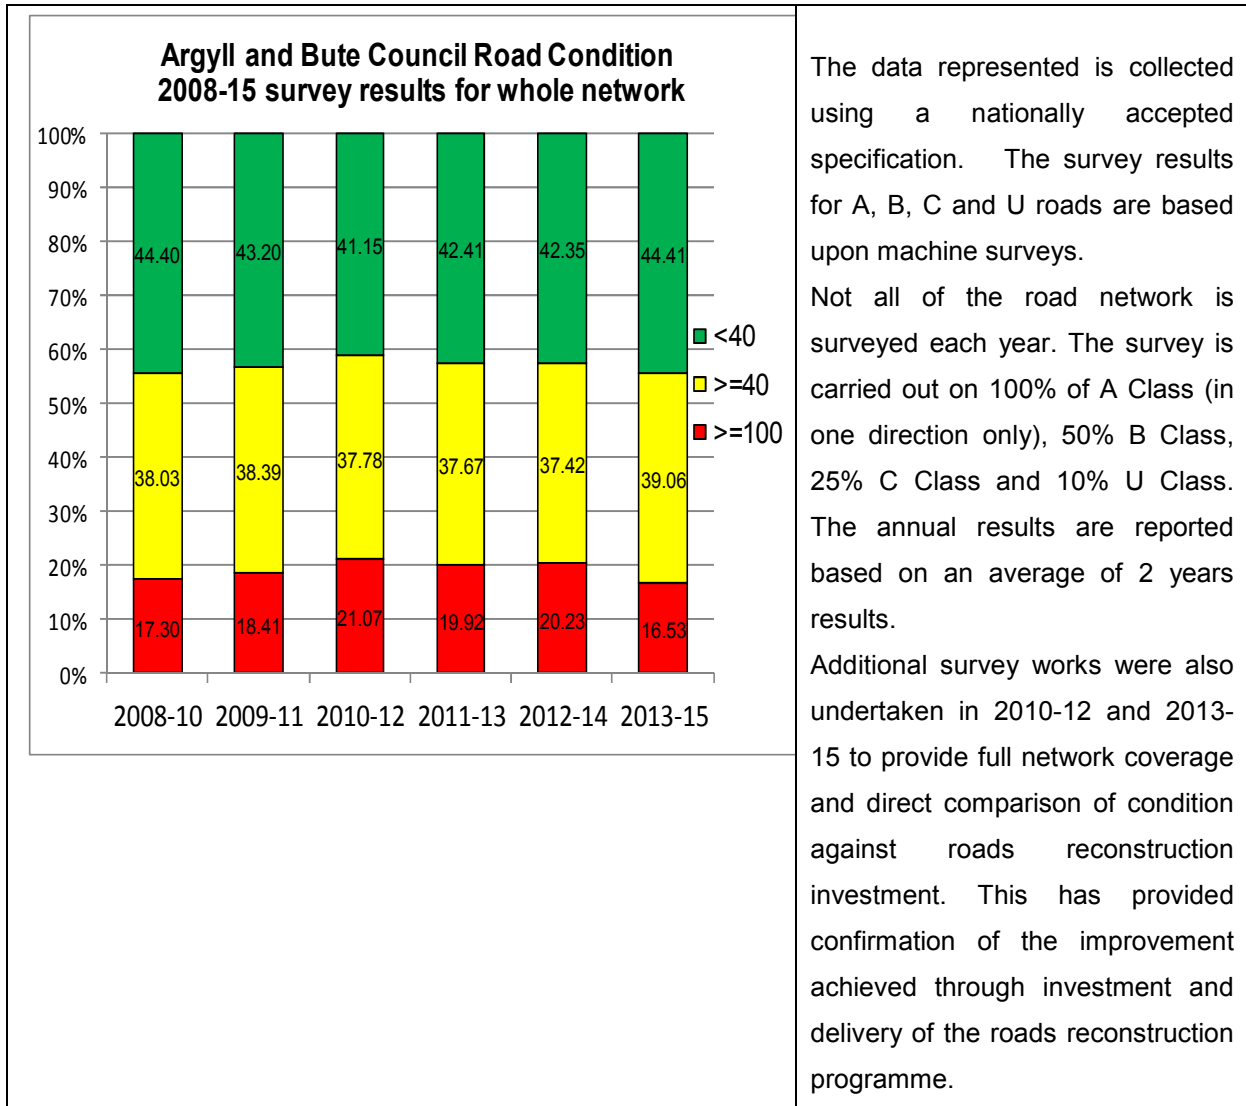 Argyll and Bute Council Road Condition
2008-15 survey results for whole network
100%
90%
80%
70%
60%
50%
40%
30%
20%
10%
0%
44.40
43.20
41.15
42.41
42.35
44.41
38.03
38.39
37.78
37.67
37.42
39.06
17.30
18.41
21.07
19.92
20.23
16.53
<40
>=40
>=100
2008-10 2009-11 2010-12 2011-13 2012-14 2013-15
The data represented is collected
using a nationally accepted
specification. The survey results
for A, B, C and U roads are based
upon machine surveys.
Not all of the road network is
surveyed each year. The survey is
carried out on 100% of A Class (in
one direction only), 50% B Class,
25% C Class and 10% U Class.
The annual results are reported
based on an average of 2 years
results.
Additional survey works were also
undertaken in 2010-12 and 2013-
15 to provide full network coverage
and direct comparison of condition
against roads reconstruction
investment. This has provided
confirmation of the improvement
achieved through investment and
delivery of the roads reconstruction
programme.